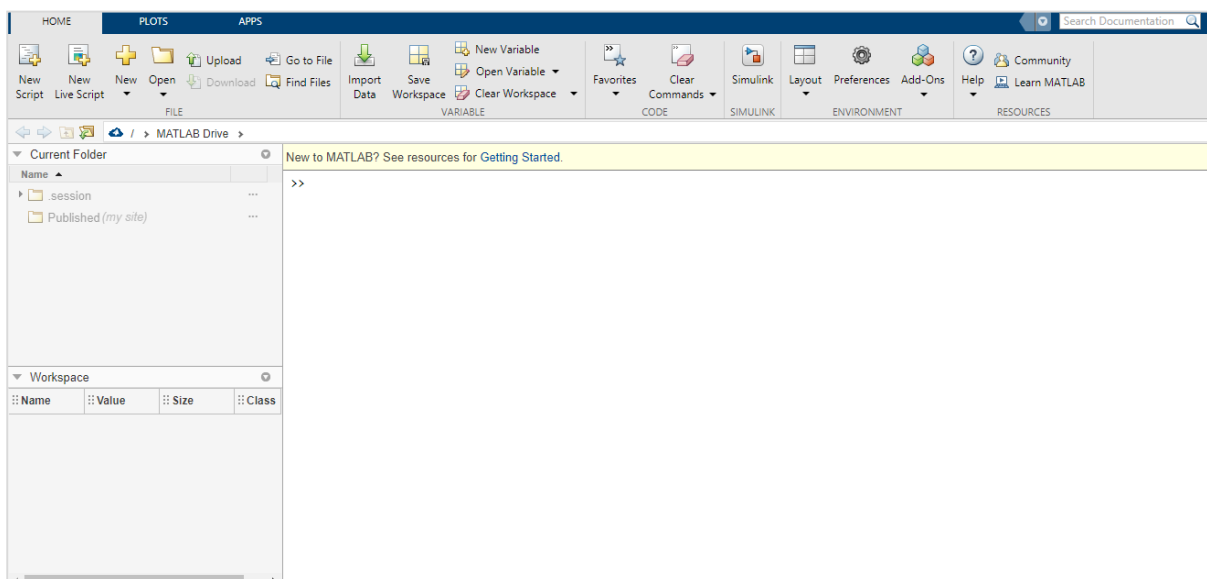 HOME PLOTS APPS Search Documentation
New Script New Live Script New Open Upload Download Go to File Find Files Import Data Save Workspace New Variable Open Variable Clear Workspace Favorites Clear Commands Simulink Layout Preferences Add-Ons Help Community Learn MATLAB
FILE VARIABLE CODE SIMULINK ENVIRONMENT RESOURCES
/ > MATLAB Drive >
Current Folder
Name
.session
Published (my site)
New to MATLAB? See resources for Getting Started.
>>
Workspace
Name Value Size Class